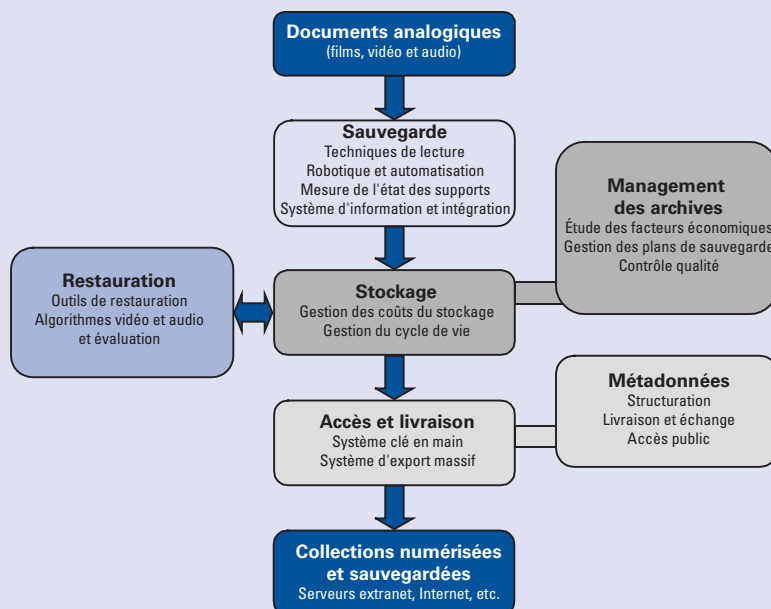 Documents analogiques
(films, vidéo et audio)
Sauvegarde
Techniques de lecture
Robotique et automatisation
Mesure de l'état des supports
Système d'information et intégration
Management
des archives
Étude des facteurs économiques
Gestion des plans de sauvegarde
Contrôle qualité
Restauration
Outils de restauration
Algorithmes vidéo et audio
et évaluation
Stockage
Gestion des coûts du stockage
Gestion du cycle de vie
Accès et livraison
Système clé en main
Système d'export massif
Métadonnées
Structuration
Livraison et échange
Accès public
Collections numérisées
et sauvegardées
Serveurs extranet, Internet, etc.